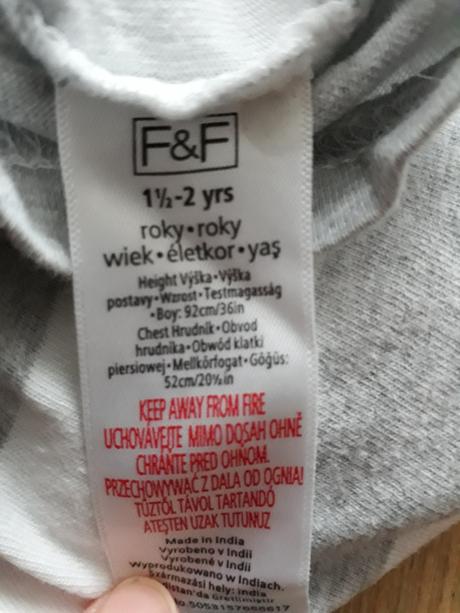 F&F
1½-2 yrs
roky•roky
wiek•életkor•yaş
Height Výška•Výška
postavy•Wzrost•Testmagasság
•Boy: 92cm/36in
Chest Hrudník•Obvod
hrudníka•Obwód klatki
piersiowej•Mellkörfogat•Göğüs:
52cm/20½in
KEEP AWAY FROM FIRE
UCHOVÁVEJTE MIMO DOSAH OHNĚ
CHRÁŇTE PRED OHŇOM.
PRZECHOWYWAĆ Z DALA OD OGNIA!
TŰZTŐL TÁVOL TARTANDÓ
ATEŞTEN UZAK TUTUNUZ
Made in India
Vyrobeno v Indii
Vyrobené v Indii
Wyprodukowano w Indiach.
Származási hely: India